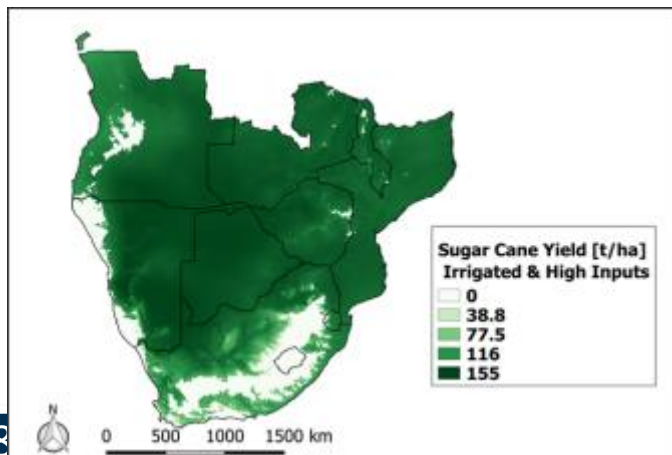 Sugar Cane Yield [t/ha]
Irrigated & High Inputs
0
38.8
77.5
116
155
N
0 500 1000 1500 km